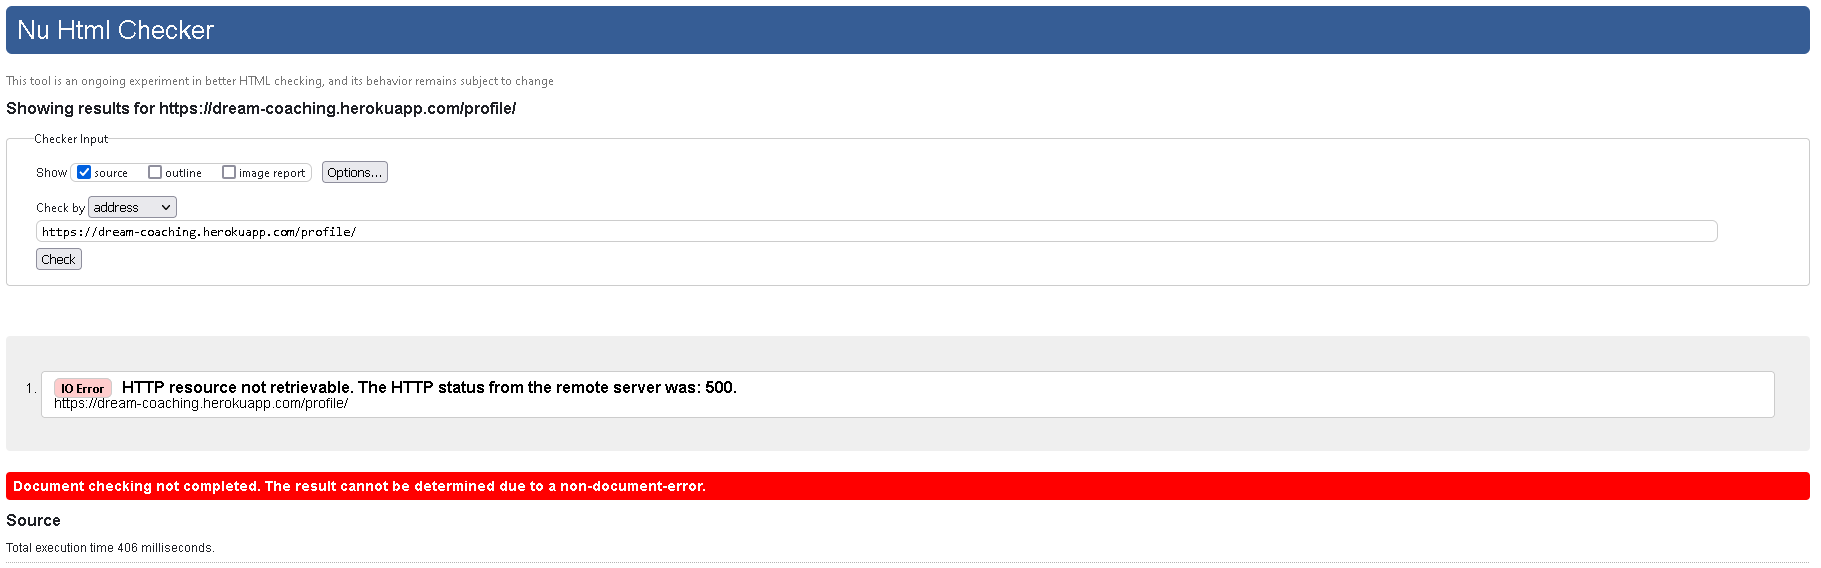 Nu Html Checker
This tool is an ongoing experiment in better HTML checking, and its behavior remains subject to change
Showing results for https://dream-coaching.herokuapp.com/profile/
Checker Input
Show source outline image report Options...
Check by address
https://dream-coaching.herokuapp.com/profile/
Check
1. IO Error HTTP resource not retrievable. The HTTP status from the remote server was: 500.
https://dream-coaching.herokuapp.com/profile/
Document checking not completed. The result cannot be determined due to a non-document-error.
Source
Total execution time 406 milliseconds.